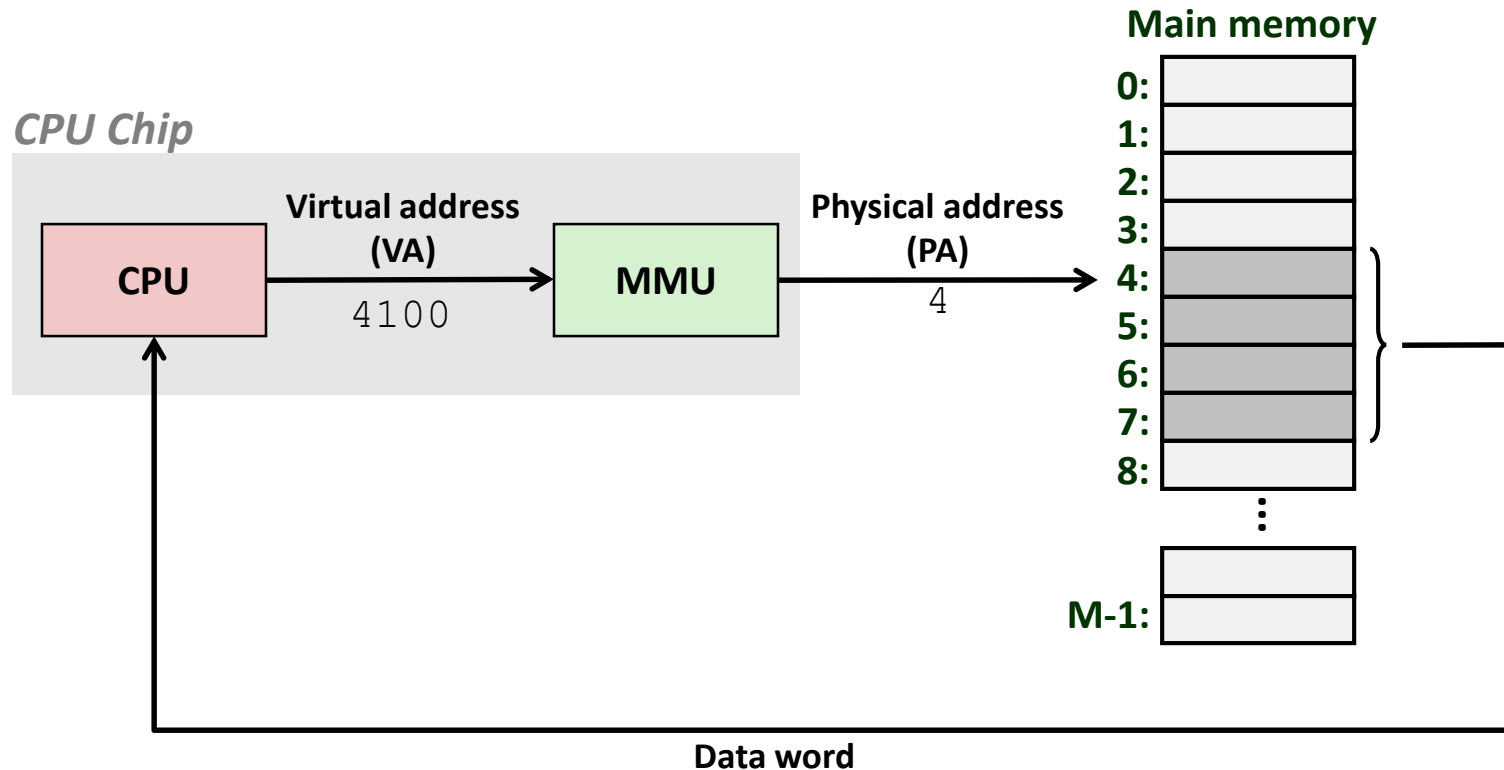 Main memory
0:
CPU Chip
1:
2:
Virtual address
(VA)
Physical address
(PA)
3:
CPU
MMU
4:
4100
4
5:
6:
7:
8:
...
M-1:
Data word